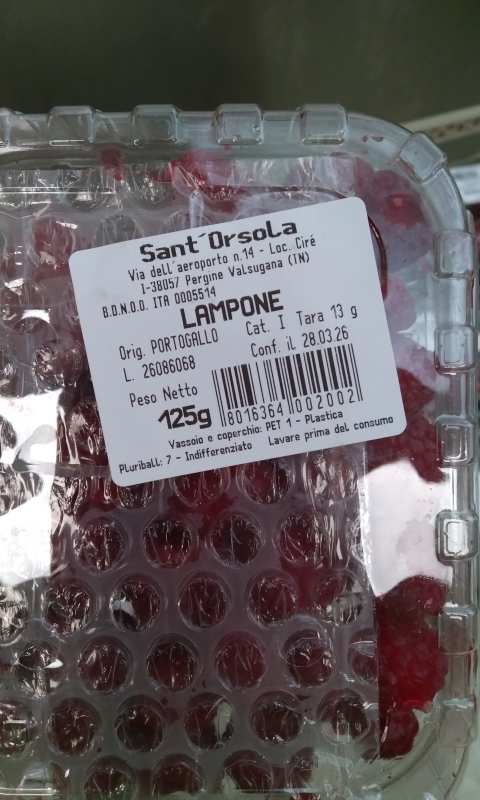 Sant'Orsola
Via dell'aeroporto n.14 - Loc. Ciré
I-38057 Pergine Valsugana (TN)
B.D.N.O.O. ITA 0005514
LAMPONE
Orig. PORTOGALLO Cat. I Tara 13 g
L. 26086068 Conf. il 28.03.26
Peso Netto
125g
8016364 002002
Vassoio e coperchio: PET 1 - Plastica
Pluriball: 7 - Indifferenziato Lavare prima del consumo